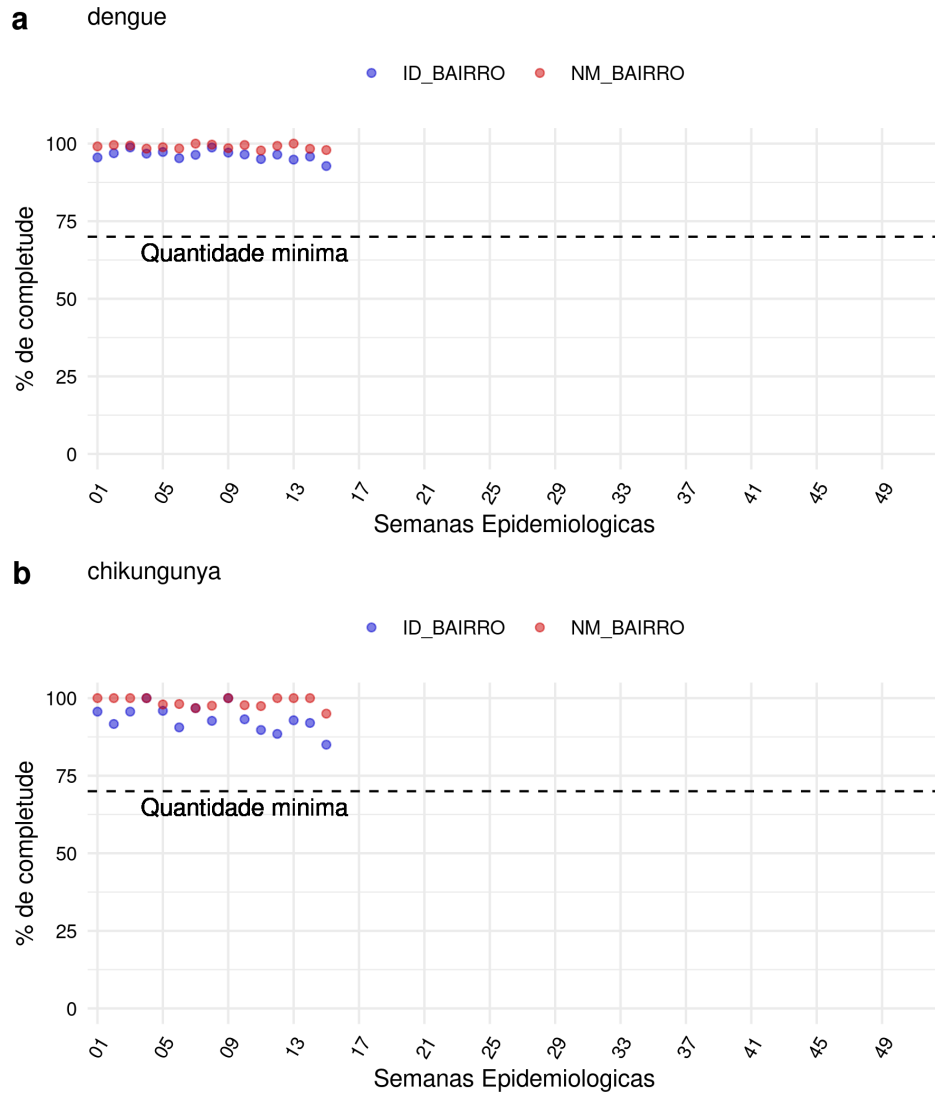 a dengue
ID_BAIRRO NM_BAIRRO
100
75
50
25
0
% de completude
Quantidade minima
01 05 09 13 17 21 25 29 33 37 41 45 49
Semanas Epidemiologicas
b chikungunya
ID_BAIRRO NM_BAIRRO
100
75
50
25
0
% de completude
Quantidade minima
01 05 09 13 17 21 25 29 33 37 41 45 49
Semanas Epidemiologicas